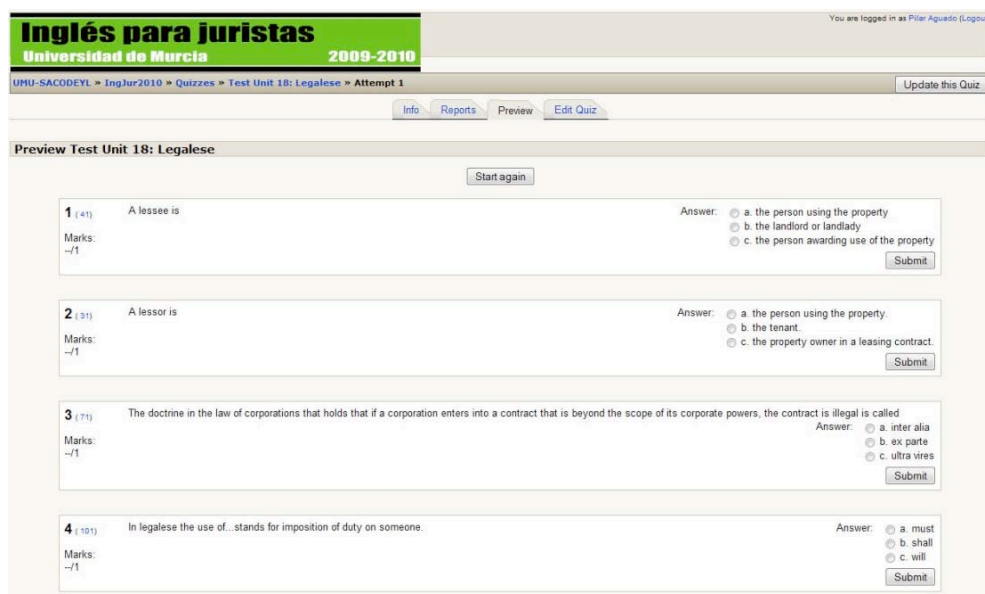 You are logged in as Pilar Aguado (Logou
Inglés para juristas
Universidad de Murcia 2009-2010
UMU-SACODEYL » IngJur2010 » Quizzes » Test Unit 18: Legalese » Attempt 1
Update this Quiz
Info Reports Preview Edit Quiz
Preview Test Unit 18: Legalese
Start again
1 (41) A lessee is Answer: a. the person using the property
b. the landlord or landlady
Marks: c. the person awarding use of the property
--/1
Submit
2 (31) A lessor is Answer: a. the person using the property.
b. the tenant.
Marks: c. the property owner in a leasing contract.
--/1
Submit
3 (71) The doctrine in the law of corporations that holds that if a corporation enters into a contract that is beyond the scope of its corporate powers, the contract is illegal is called
Answer: a. inter alia
Marks: b. ex parte
--/1 c. ultra vires
Submit
4 (101) In legalese the use of...stands for imposition of duty on someone. Answer: a. must
b. shall
Marks: c. will
--/1
Submit